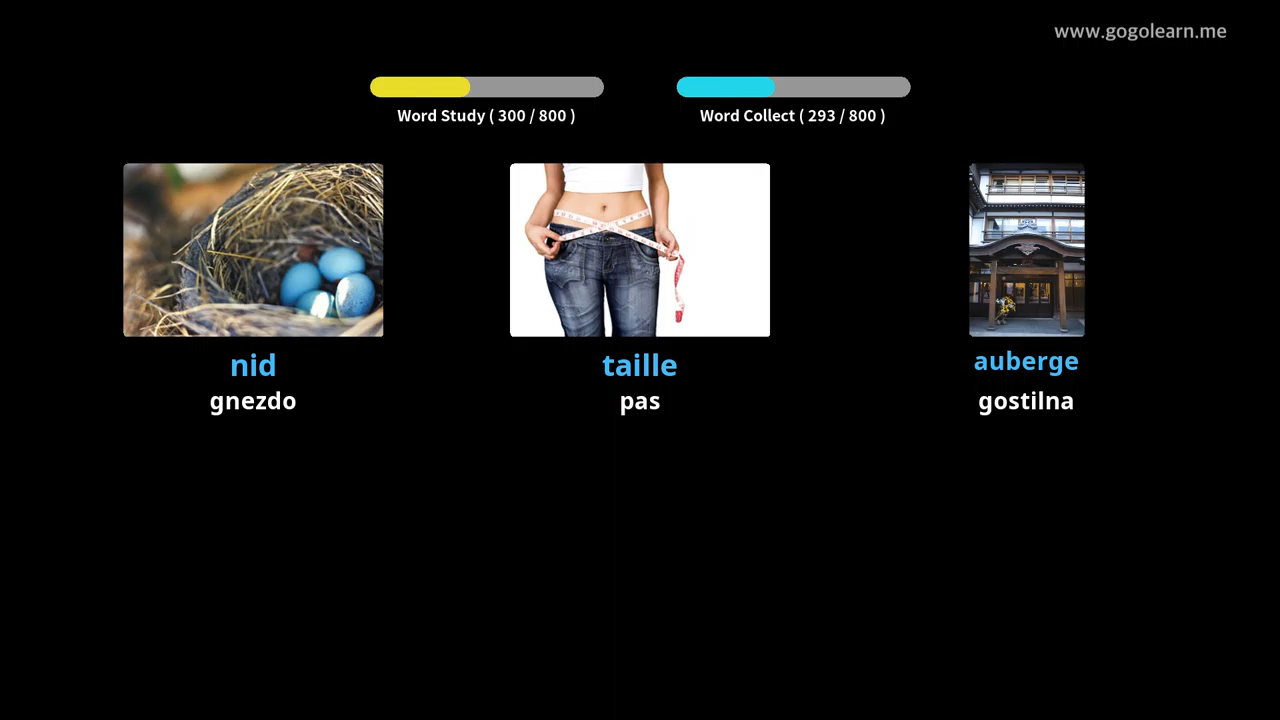 www.gogolearn.me
Word Study ( 300 / 800 )
Word Collect ( 293 / 800 )
nid
gnezdo
taille
pas
auberge
gostilna